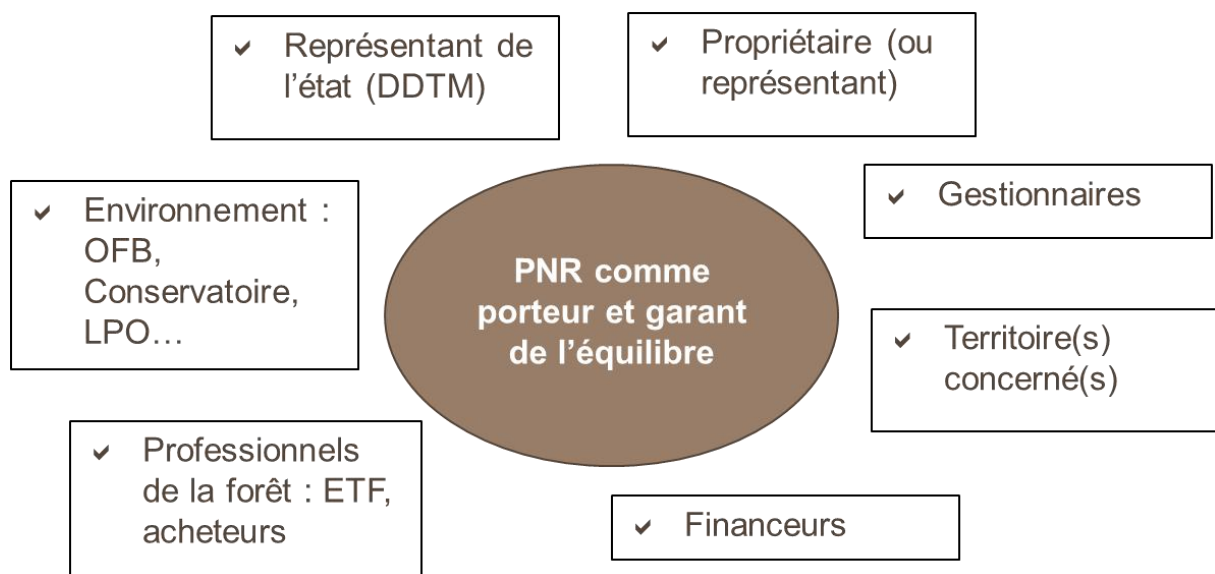 ✓ Représentant de
l’état (DDTM)
✓ Propriétaire (ou
représentant)
✓ Environnement :
OFB,
Conservatoire,
LPO…
✓ Gestionnaires
PNR comme
porteur et garant
de l’équilibre
✓ Territoire(s)
concerné(s)
✓ Professionnels
de la forêt : ETF,
acheteurs
✓ Financeurs